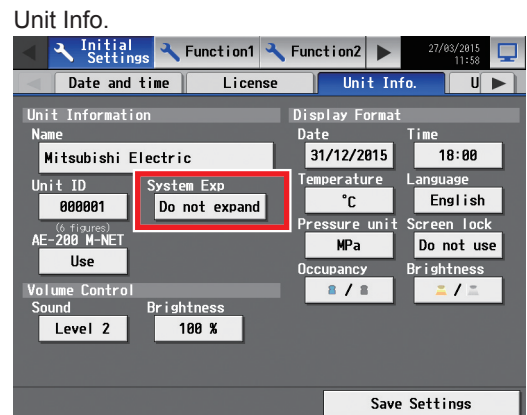 Unit Info.
Initial Settings
Function1
Function2
27/03/2015
11:58
Date and time
License
Unit Info.
U
Unit Information
Name
Mitsubishi Electric
Unit ID
000001
(6 figures)
System Exp
Do not expand
AE-200 M-NET
Use
Volume Control
Sound
Level 2
Brightness
100 %
Display Format
Date
31/12/2015
Time
18:00
Temperature
°C
Language
English
Pressure unit
MPa
Screen lock
Do not use
Occupancy
/
Brightness
/
Save Settings